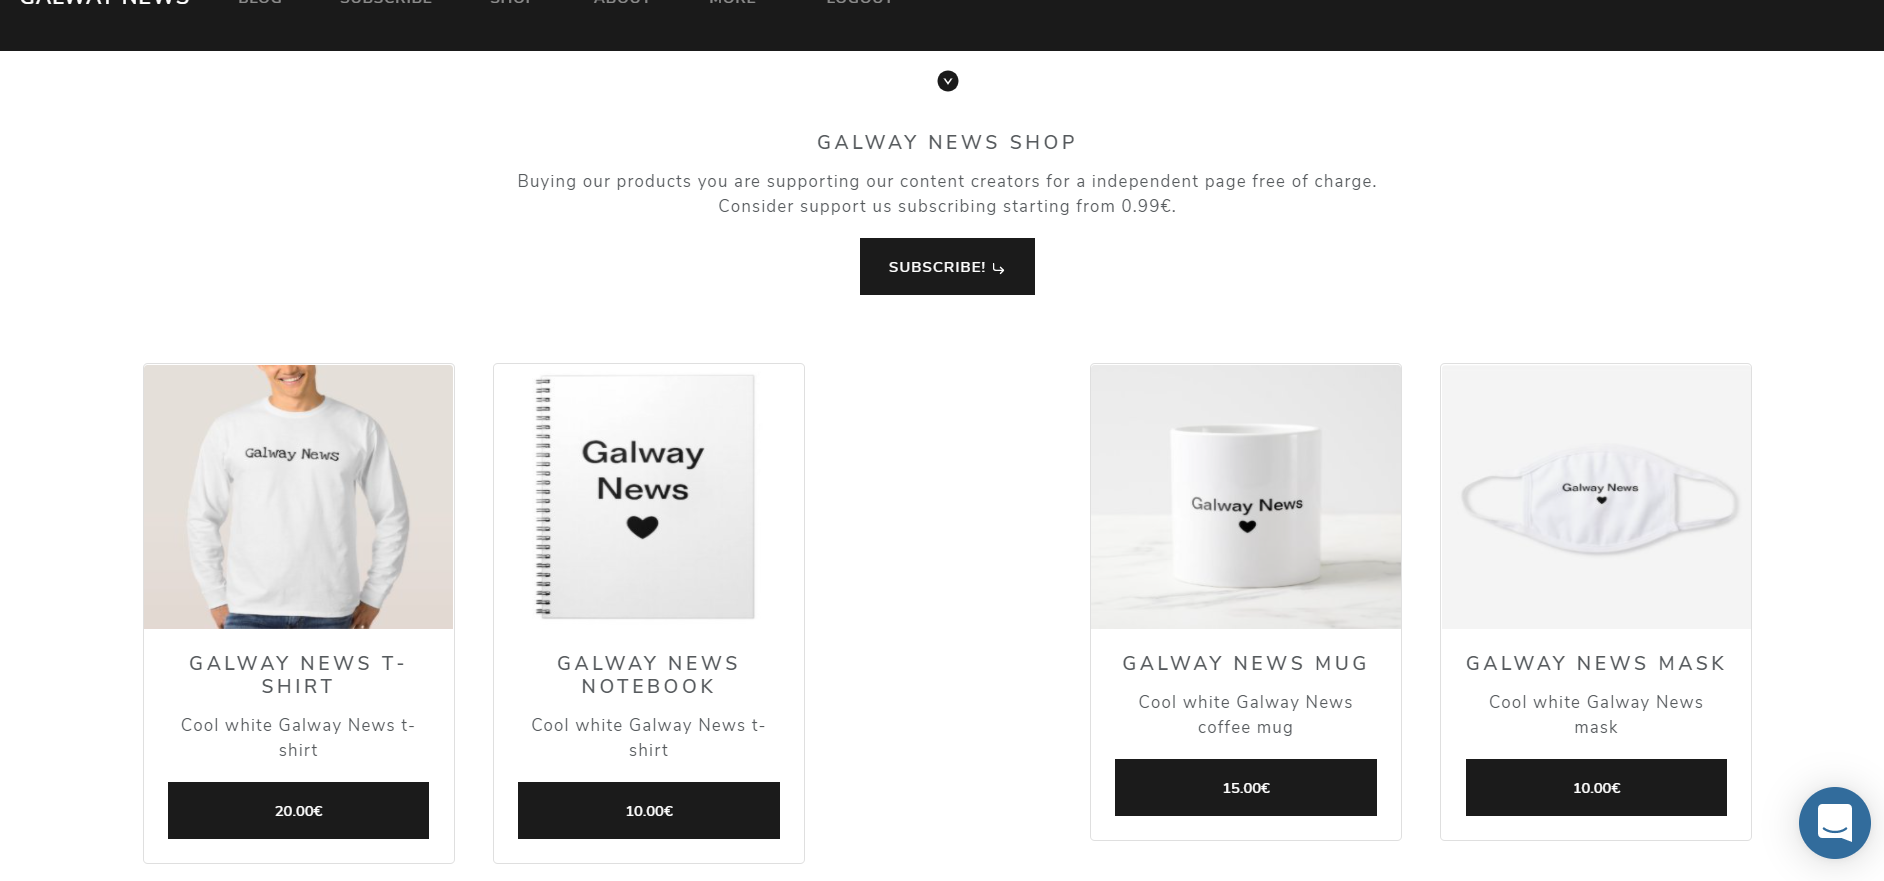 GALWAY NEWS BLOG SUBSCRIBE SHOP ABOUT MORE LOGOUT
GALWAY NEWS SHOP
Buying our products you are supporting our content creators for a independent page free of charge.
Consider support us subscribing starting from 0.99€.
SUBSCRIBE!
Galway News
Galway
News
Galway News
Galway News
GALWAY NEWS T-
SHIRT
Cool white Galway News t-
shirt
20.00€
GALWAY NEWS
NOTEBOOK
Cool white Galway News t-
shirt
10.00€
GALWAY NEWS MUG
Cool white Galway News
coffee mug
15.00€
GALWAY NEWS MASK
Cool white Galway News
mask
10.00€